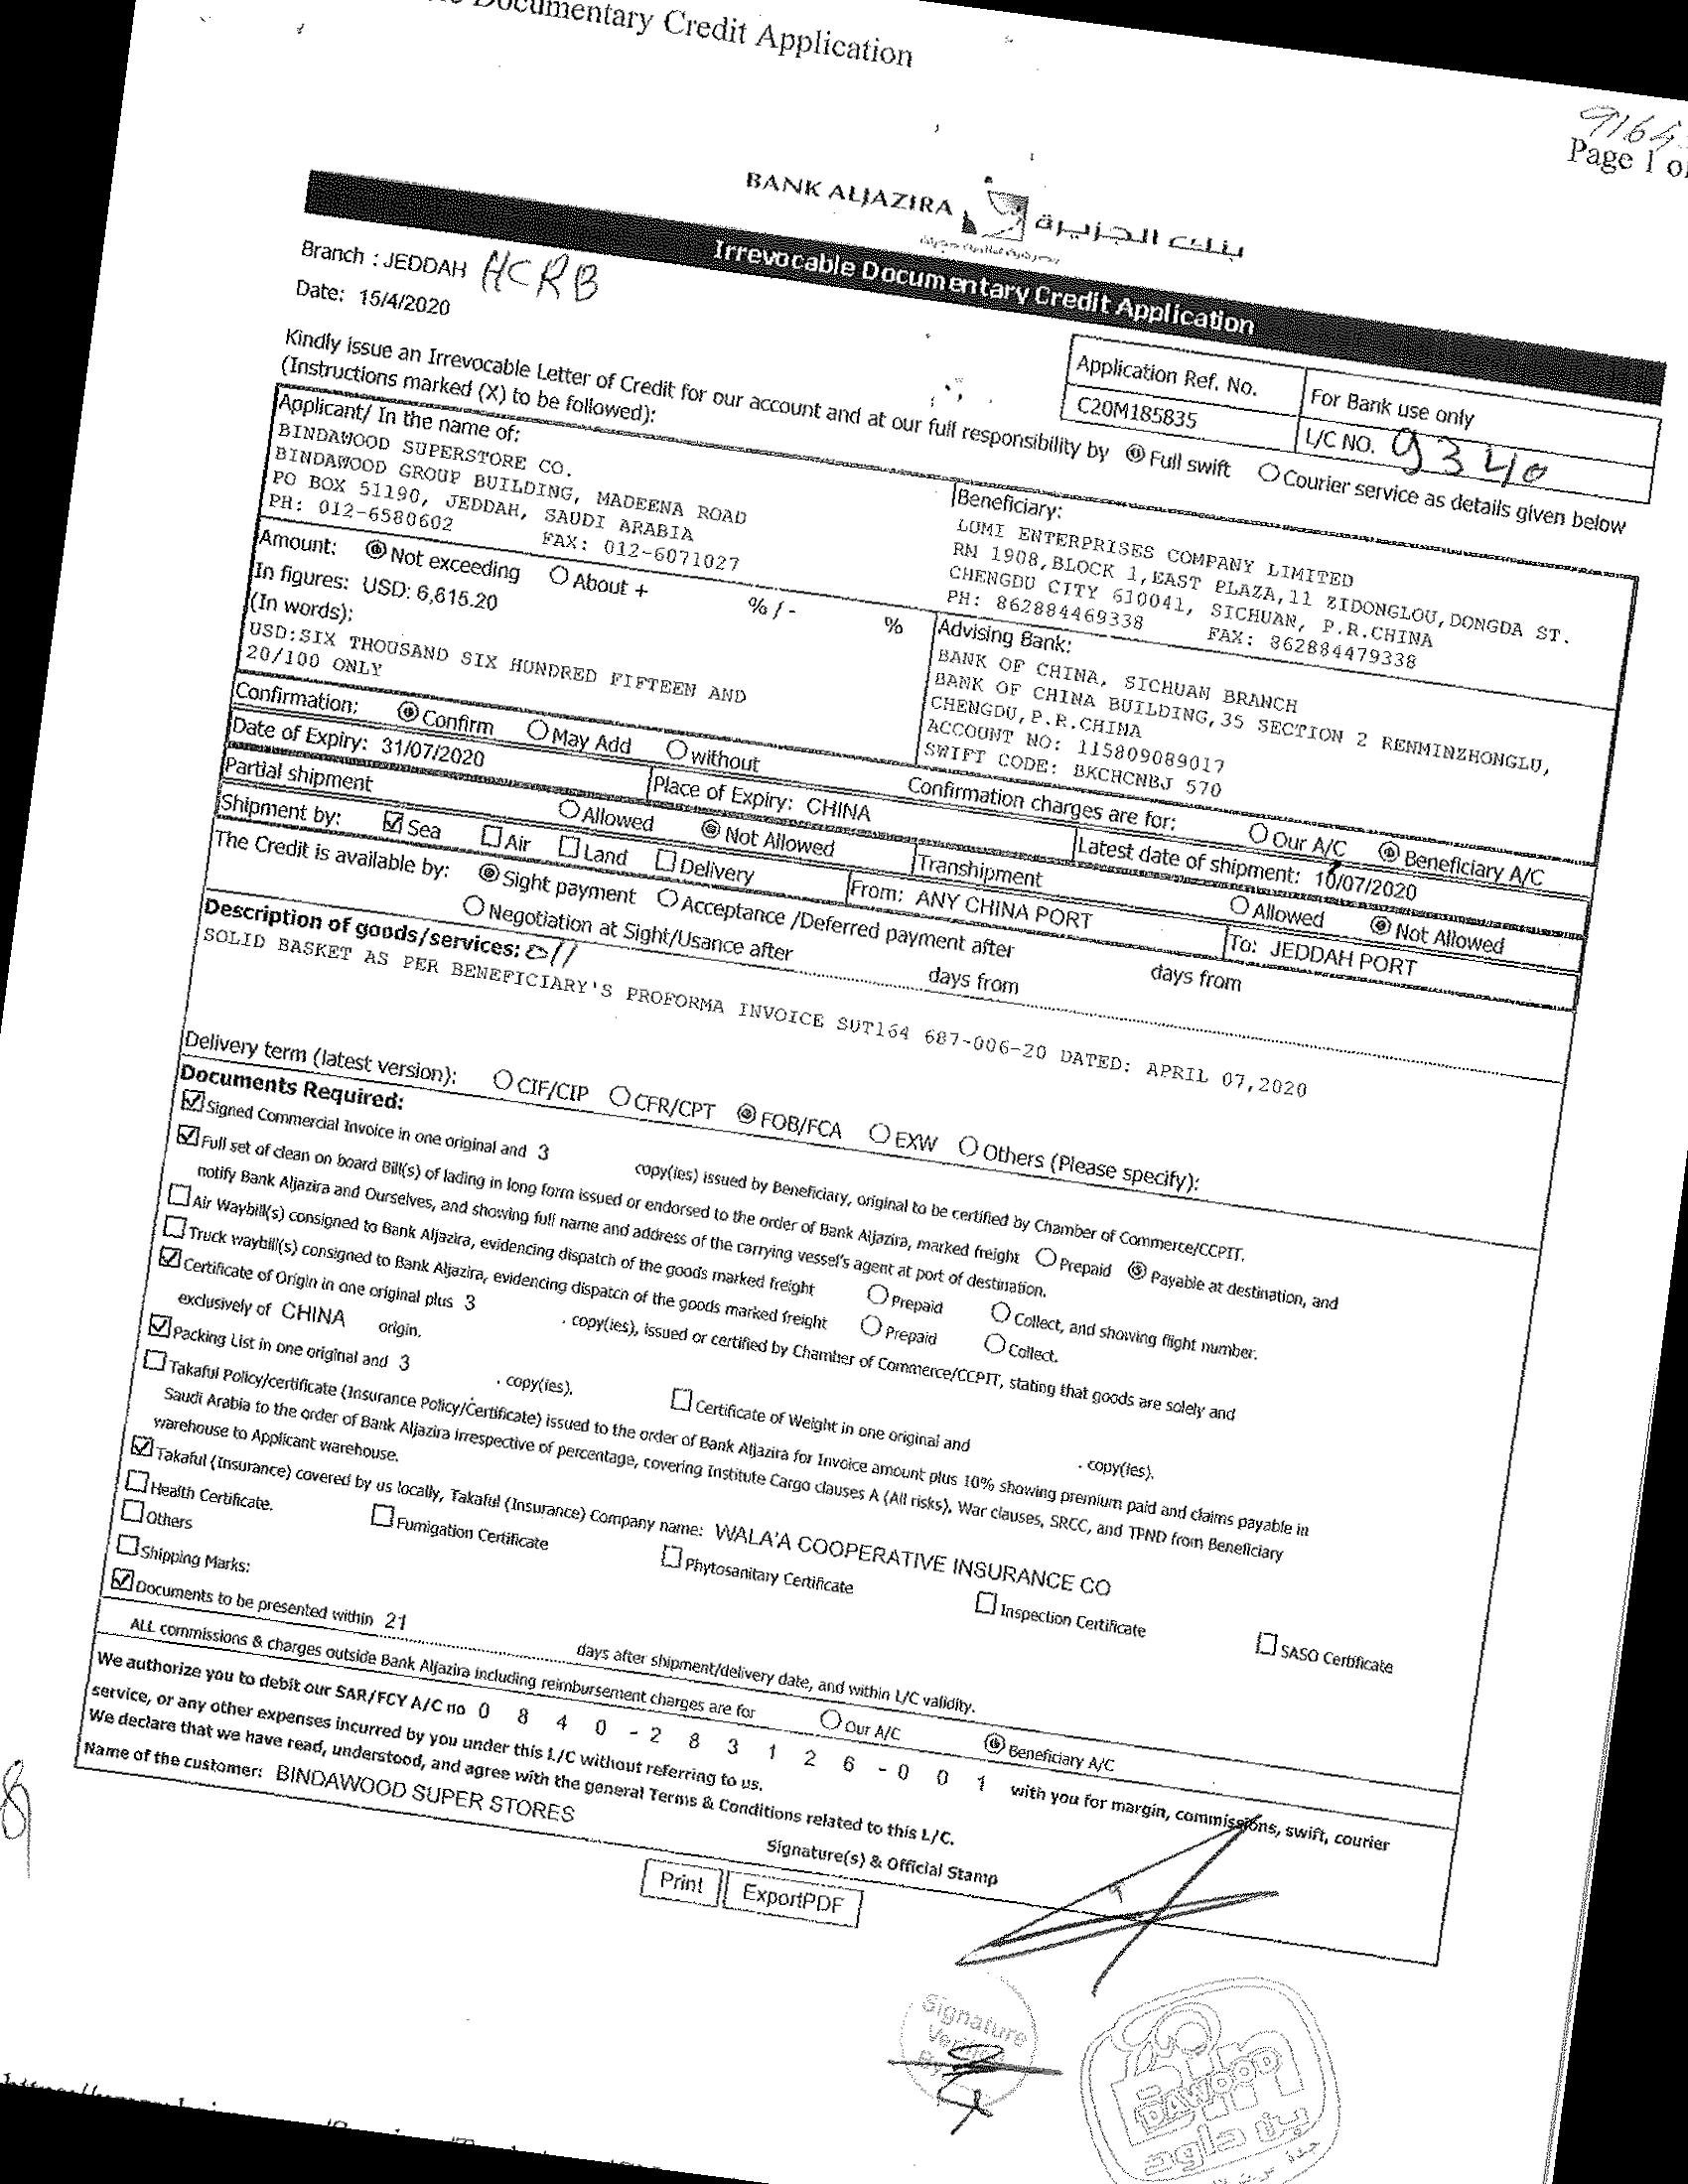 Documentary Credit Application
Page 1 of
BANK ALJAZIRA بنك الجزيرة
Irrevocable Documentary Credit Application
Branch : JEDDAH HCRB
Date: 15/4/2020
Application Ref. No. For Bank use only
C20M185835 L/C NO. 9340
Kindly issue an Irrevocable Letter of Credit for our account and at our full responsibility by Full swift Courier service as details given below
(Instructions marked (X) to be followed):
Applicant/ In the name of:
BINDAWOOD SUPERSTORE CO.
BINDAWOOD GROUP BUILDING, MADEENA ROAD
PO BOX 51190, JEDDAH, SAUDI ARABIA
PH: 012-6580602 FAX: 012-6071027
Beneficiary:
LUMI ENTERPRISES COMPANY LIMITED
RM 1908,BLOCK 1,EAST PLAZA,11 ZIDONGLOU,DONGDA ST.
CHENGDU CITY 610041, SICHUAN, P.R.CHINA
PH: 862884469338 FAX: 862884479338
Amount: Not exceeding About + % / - %
In figures: USD: 6,615.20
(In words):
USD:SIX THOUSAND SIX HUNDRED FIFTEEN AND
20/100 ONLY
Advising Bank:
BANK OF CHINA, SICHUAN BRANCH
BANK OF CHINA BUILDING,35 SECTION 2 RENMINZHONGLU,
CHENGDU,P.R.CHINA
ACCOUNT NO: 115809089017
SWIFT CODE: BKCHCNBJ 570
Confirmation: Confirm May Add without Confirmation charges are for: Our A/C Beneficiary A/C
Date of Expiry: 31/07/2020 Place of Expiry: CHINA Latest date of shipment: 10/07/2020
Partial shipment Allowed Not Allowed Transhipment Allowed Not Allowed
Shipment by: Sea Air Land Delivery From: ANY CHINA PORT To: JEDDAH PORT
The Credit is available by: Sight payment Acceptance /Deferred payment after days from
Negotiation at Sight/Usance after days from
Description of goods/services:
SOLID BASKET AS PER BENEFICIARY'S PROFORMA INVOICE SUT164 687-006-20 DATED: APRIL 07,2020
Delivery term (latest version): CIF/CIP CFR/CPT FOB/FCA EXW Others (Please specify):
Documents Required:
Signed Commercial Invoice in one original and 3 copy(ies) issued by Beneficiary, original to be certified by Chamber of Commerce/CCPIT.
Full set of clean on board Bill(s) of lading in long form issued or endorsed to the order of Bank Aljazira, marked freight Prepaid Payable at destination, and
notify Bank Aljazira and Ourselves, and showing full name and address of the carrying vessel's agent at port of destination.
Air Waybill(s) consigned to Bank Aljazira, evidencing dispatch of the goods marked freight Prepaid Collect, and showing flight number.
Truck waybill(s) consigned to Bank Aljazira, evidencing dispatch of the goods marked freight Prepaid Collect.
Certificate of Origin in one original plus 3 . copy(ies), issued or certified by Chamber of Commerce/CCPIT, stating that goods are solely and
exclusively of CHINA origin.
Packing List in one original and 3 . copy(ies). Certificate of Weight in one original and . copy(ies).
Takaful Policy/certificate (Insurance Policy/Certificate) issued to the order of Bank Aljazira for Invoice amount plus 10% showing premium paid and claims payable in
Saudi Arabia to the order of Bank Aljazira irrespective of percentage, covering Institute Cargo clauses A (All risks), War clauses, SRCC, and TPND from Beneficiary
warehouse to Applicant warehouse.
Takaful (Insurance) covered by us locally, Takaful (Insurance) Company name: WALA'A COOPERATIVE INSURANCE CO
Health Certificate. Fumigation Certificate Phytosanitary Certificate Inspection Certificate SASO Certificate
Others
Shipping Marks:
Documents to be presented within 21 days after shipment/delivery date, and within L/C validity.
ALL commissions & charges outside Bank Aljazira including reimbursement charges are for Our A/C Beneficiary A/C
We authorize you to debit our SAR/FCY A/C no 0 8 4 0 - 2 8 3 1 2 6 - 0 0 1 with you for margin, commissions, swift, courier
service, or any other expenses incurred by you under this L/C without referring to us.
We declare that we have read, understood, and agree with the general Terms & Conditions related to this L/C.
Name of the customer: BINDAWOOD SUPER STORES
Signature(s) & Official Stamp
Print ExportPDF
Signature
Verified
By
DAWOOD
بن داود